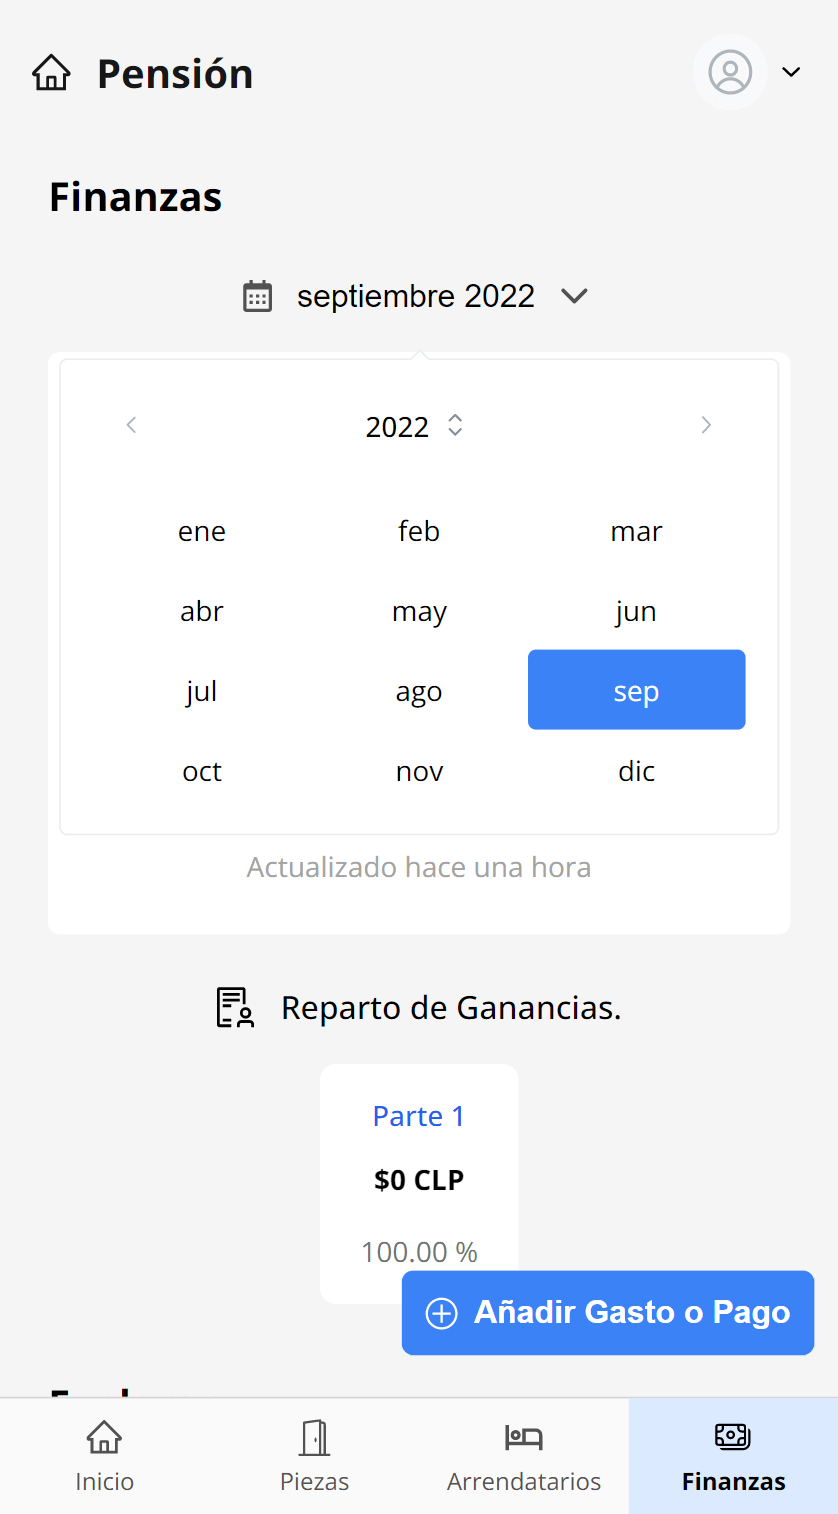 Pensión
Finanzas
septiembre 2022
2022
ene feb mar
abr may jun
jul ago sep
oct nov dic
Actualizado hace una hora
Reparto de Ganancias.
Parte 1
$0 CLP
100.00 %
Añadir Gasto o Pago
Inicio Piezas Arrendatarios Finanzas